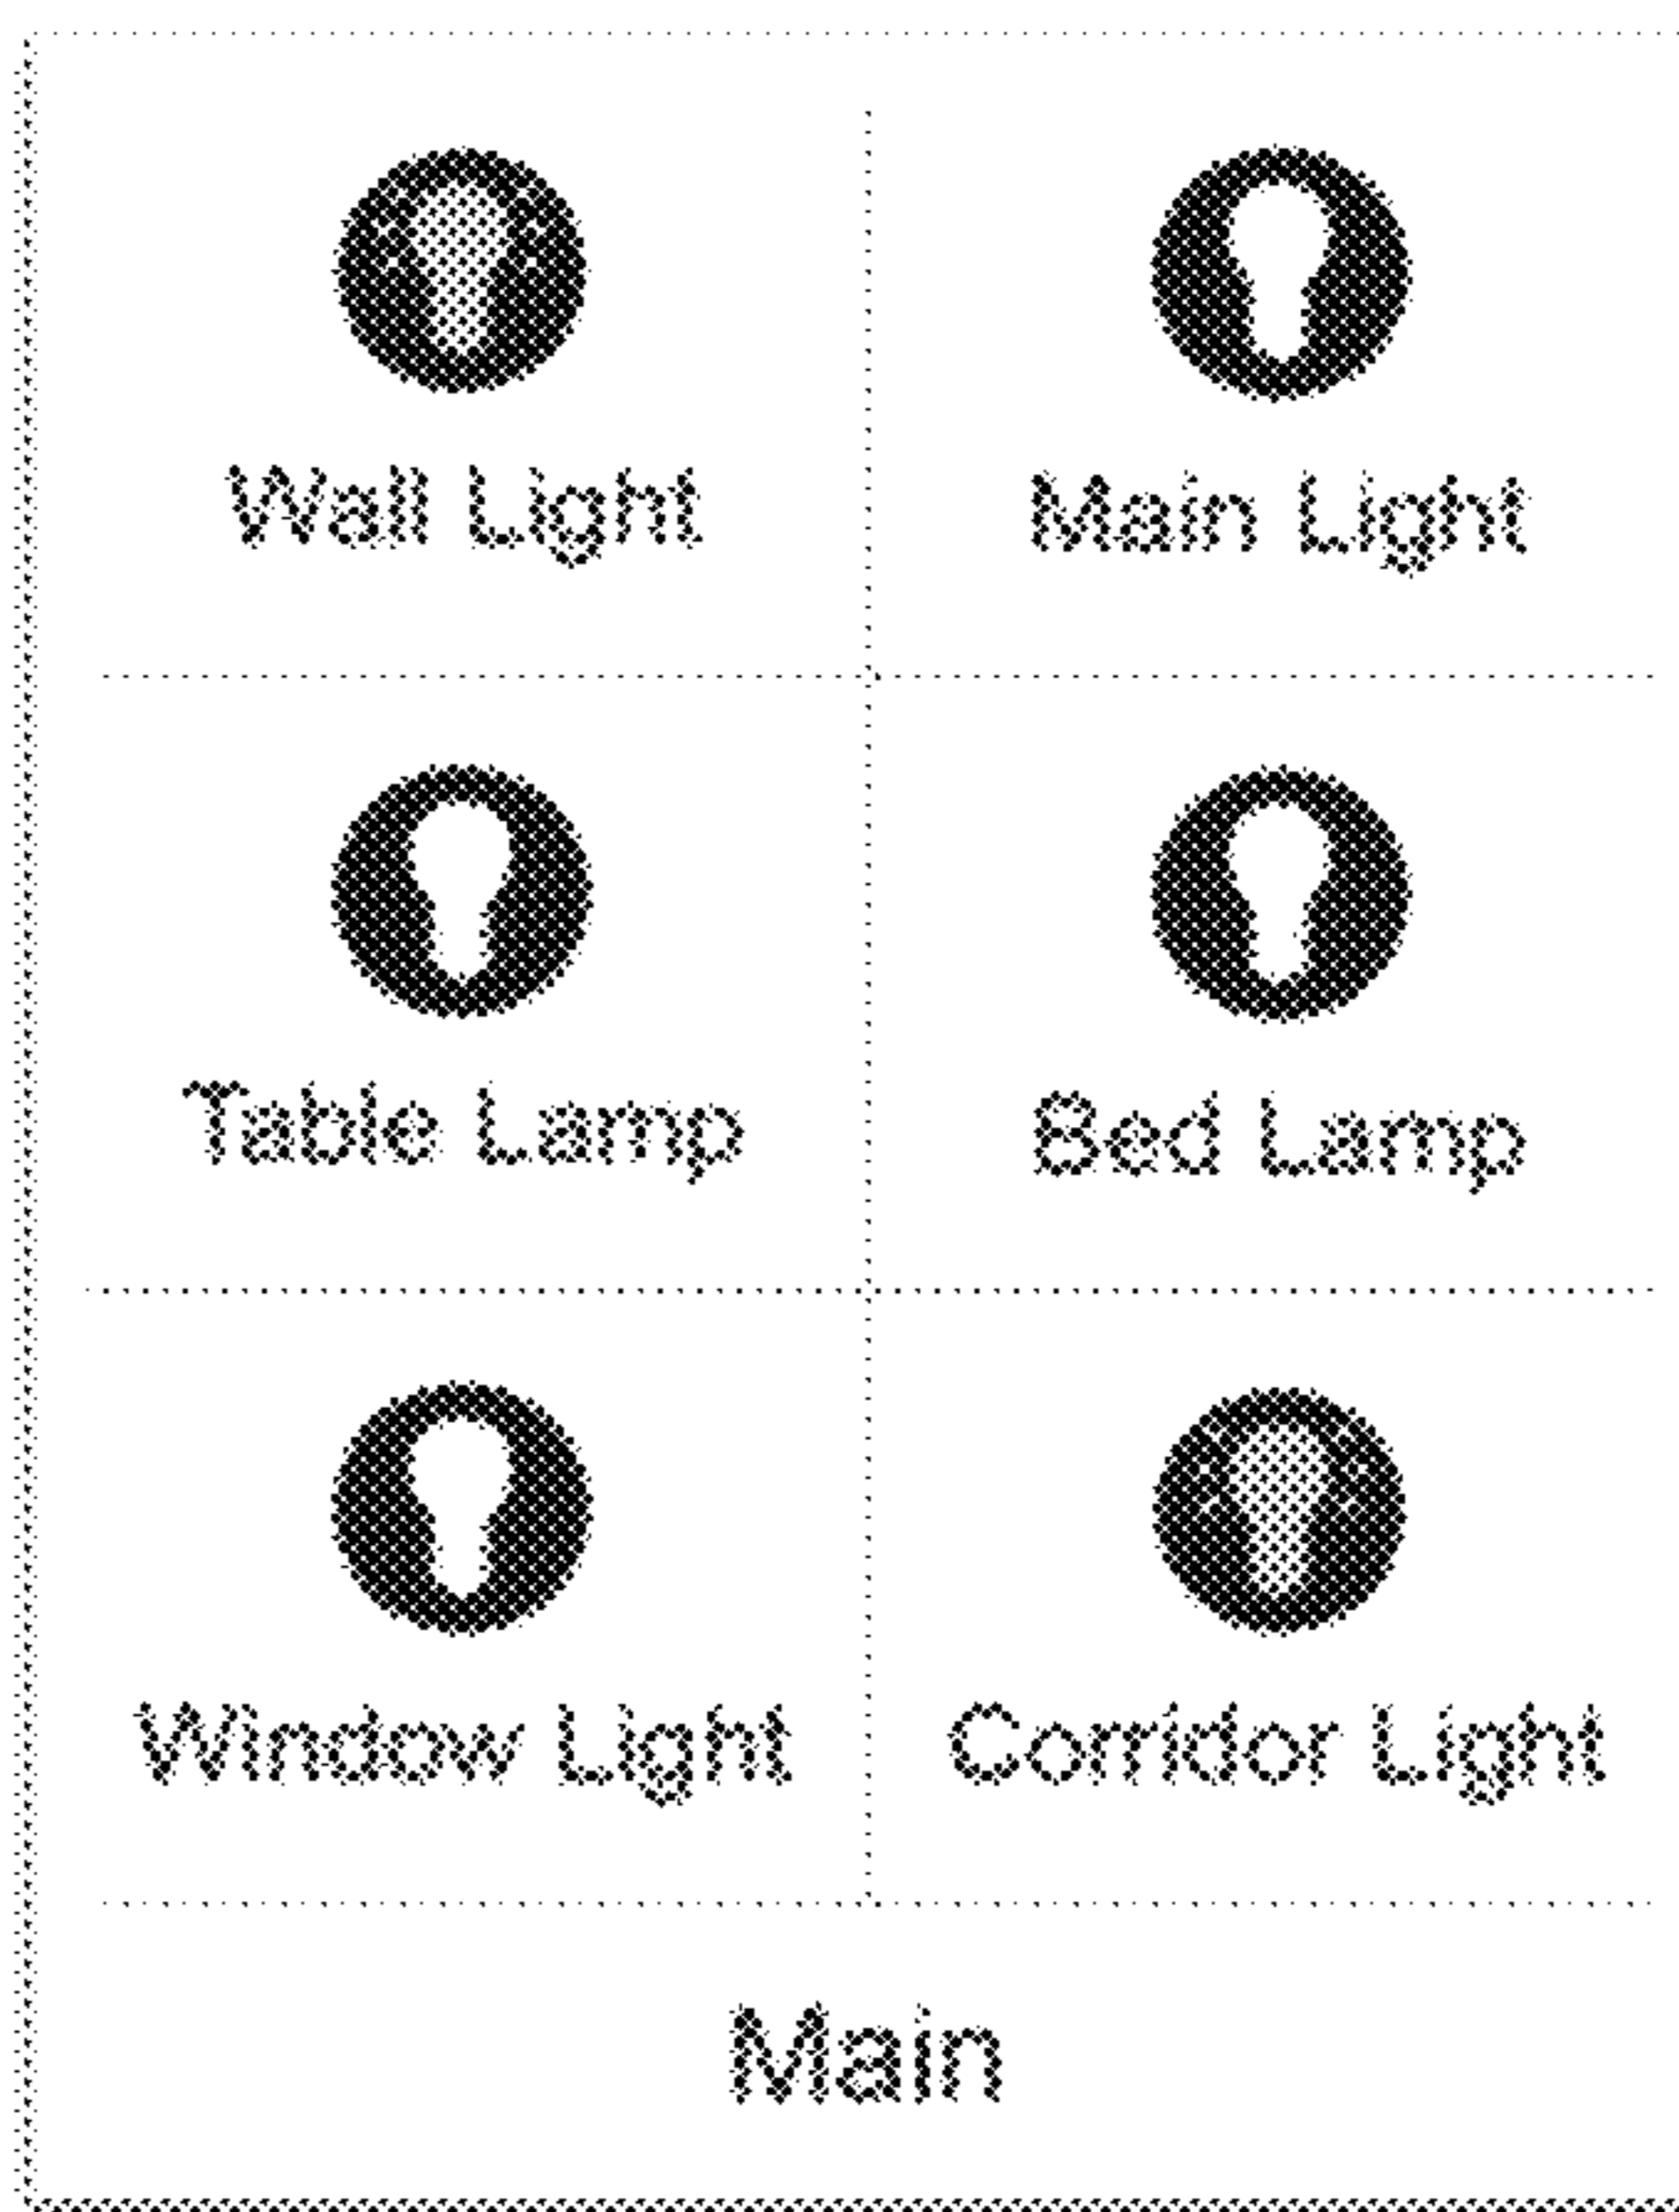 Wall Light
Main Light
Table Lamp
Bed Lamp
Window Light
Corridor Light
Main